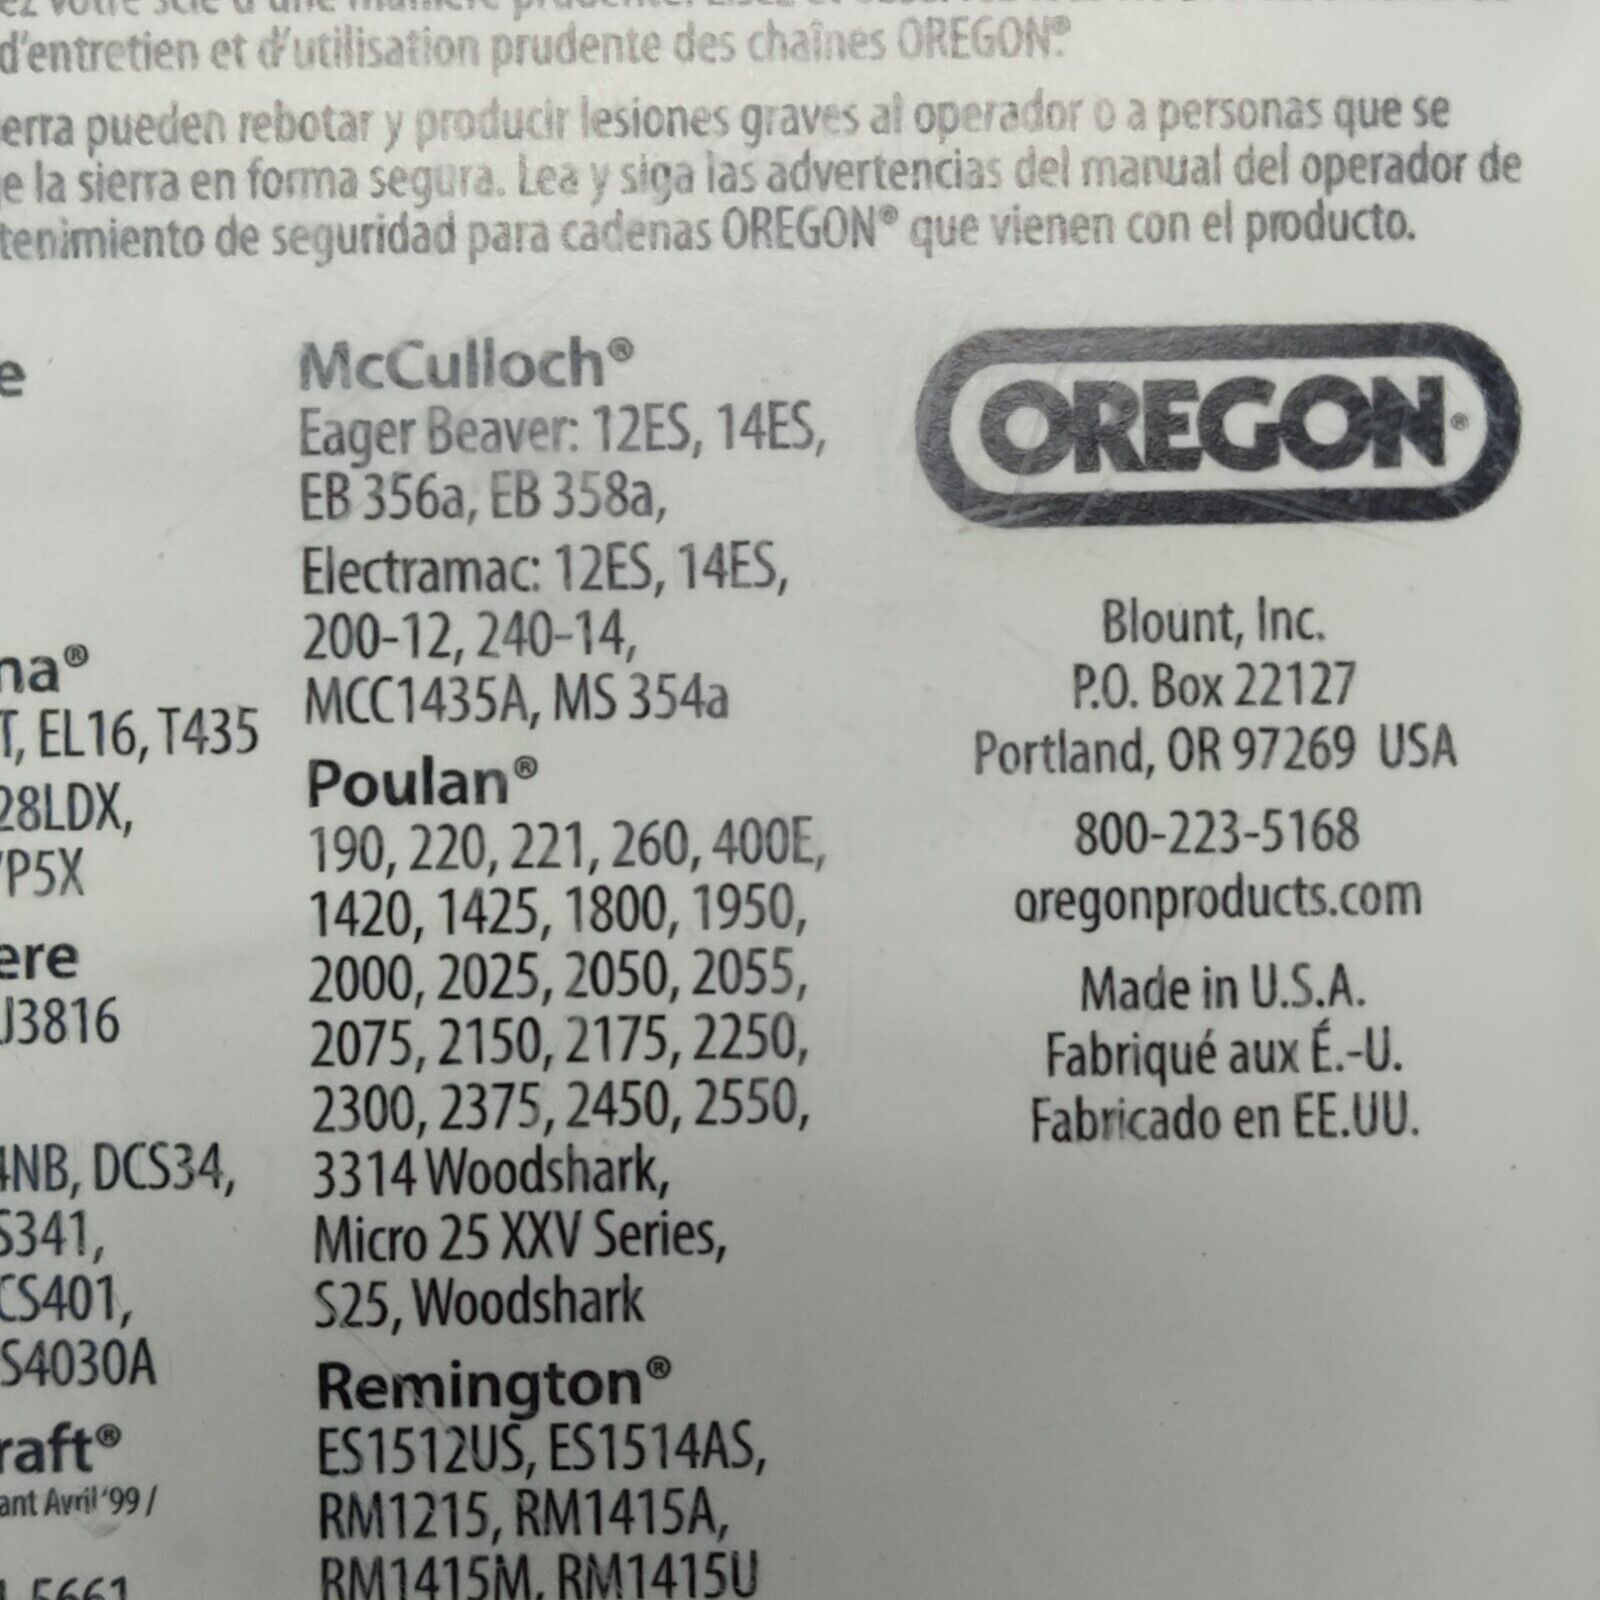 d'entretien et d'utilisation prudente des chaînes OREGON®.
pueden rebotar y producir lesiones graves al operador o a personas que se
la sierra en forma segura. Lea y siga las advertencias del manual del operador de
de seguridad para cadenas OREGON® que vienen con el producto.
EL16, T435
28LDX,
P5X
J3816
DCS34,
S341,
CS401,
S4030A
Avril '99 /
McCulloch®
Eager Beaver: 12ES, 14ES,
EB 356a, EB 358a,
Electramac: 12ES, 14ES,
200-12, 240-14,
MCC1435A, MS 354a
Poulan®
190, 220, 221, 260, 400E,
1420, 1425, 1800, 1950,
2000, 2025, 2050, 2055,
2075, 2150, 2175, 2250,
2300, 2375, 2450, 2550,
3314 Woodshark,
Micro 25 XXV Series,
S25, Woodshark
Remington®
ES1512US, ES1514AS,
RM1215, RM1415A,
RM1415M, RM1415U
OREGON®
Blount, Inc.
P.O. Box 22127
Portland, OR 97269 USA
800-223-5168
oregonproducts.com
Made in U.S.A.
Fabriqué aux É.-U.
Fabricado en EE.UU.